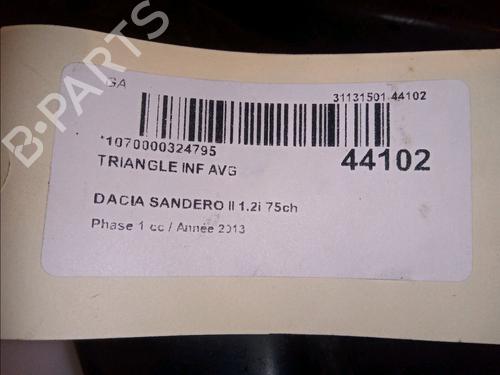 GA
31131501 44102
*1070000324795
44102
TRIANGLE INF AVG
DACIA SANDERO II 1.2i 75ch
Phase 1 cc / Année 2013
B-PARTS